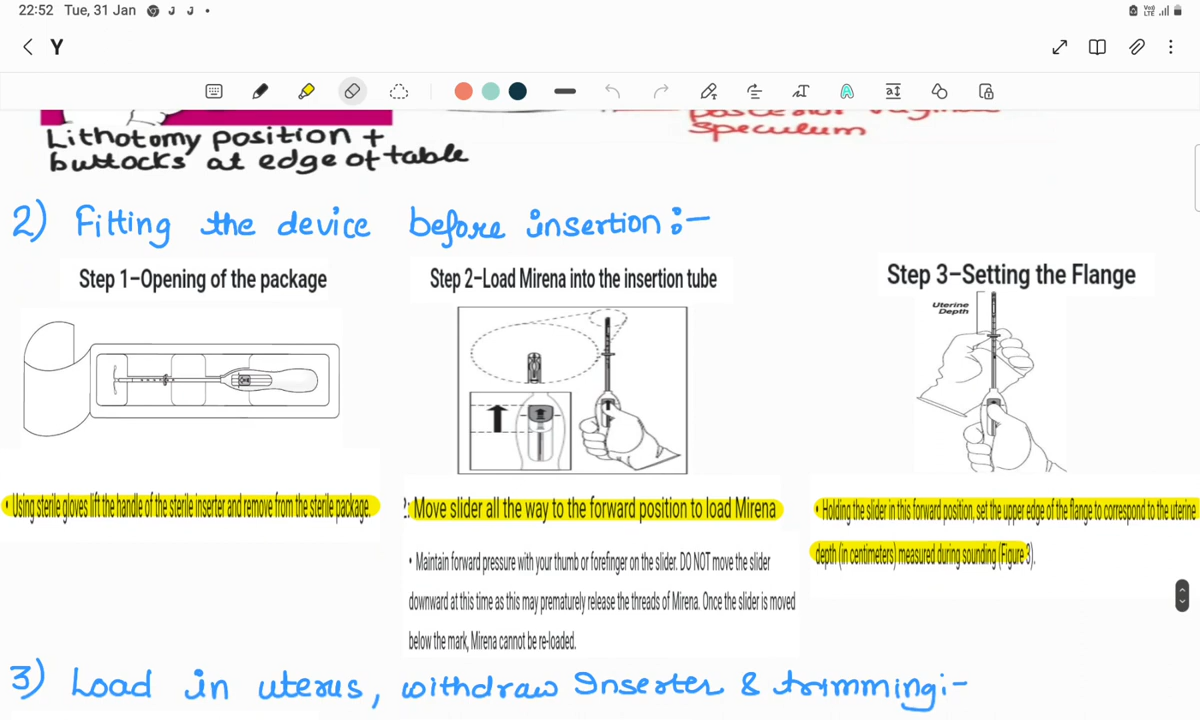 22:52 Tue, 31 Jan
Vo))
LTE
Y
Lithotomy position +
buttocks at edge of table
speculum
2) Fitting the device before insertion :-
Step 1-Opening of the package
• Using sterile gloves lift the handle of the sterile inserter and remove from the sterile package.
Step 2-Load Mirena into the insertion tube
Move slider all the way to the forward position to load Mirena
• Maintain forward pressure with your thumb or forefinger on the slider. DO NOT move the slider
downward at this time as this may prematurely release the threads of Mirena. Once the slider is moved
below the mark, Mirena cannot be re-loaded.
Step 3-Setting the Flange
Uterine
Depth
• Holding the slider in this forward position, set the upper edge of the flange to correspond to the uterine
depth (in centimeters) measured during sounding (Figure 3).
3) Load in uterus, withdraw Inserter & trimming:-